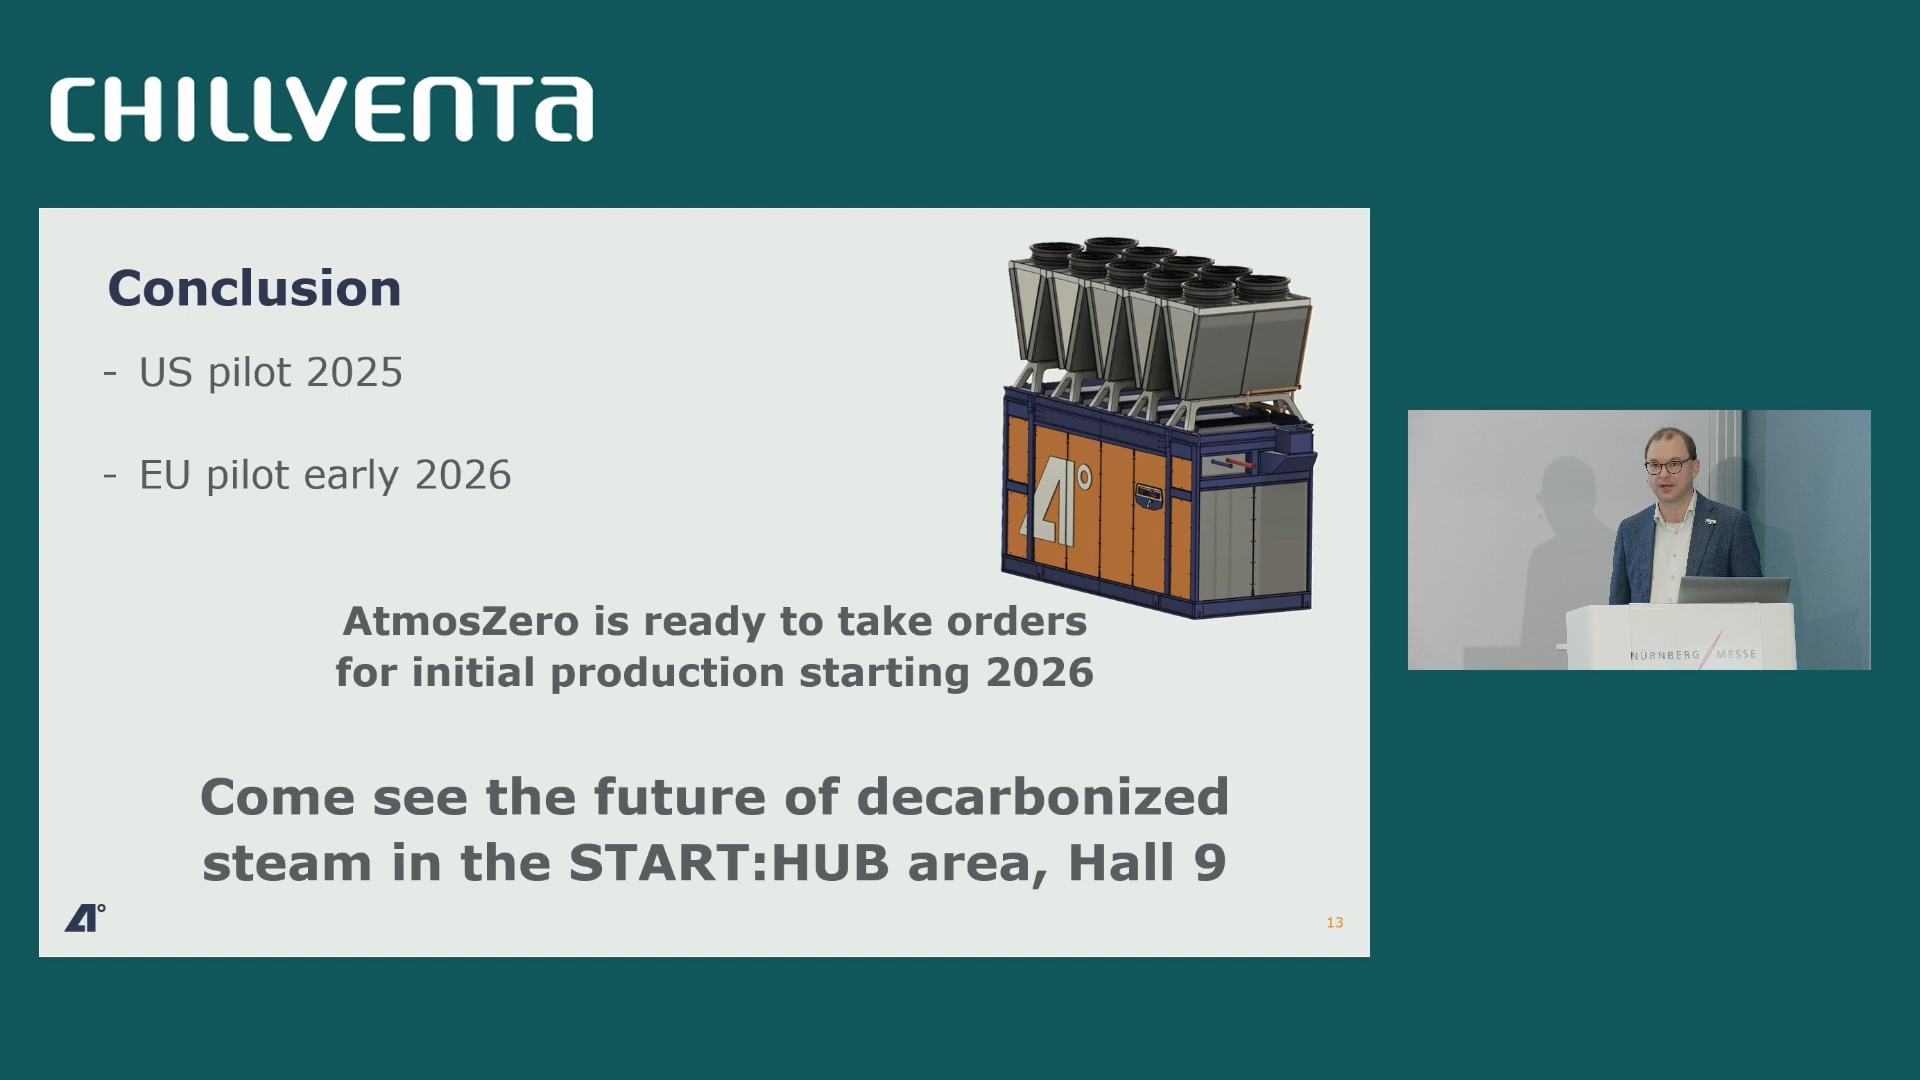 CHILLVENTA
Conclusion
- US pilot 2025
- EU pilot early 2026
A°
AtmosZero is ready to take orders
for initial production starting 2026
Come see the future of decarbonized
steam in the START:HUB area, Hall 9
A°
13
NÜRNBERG MESSE